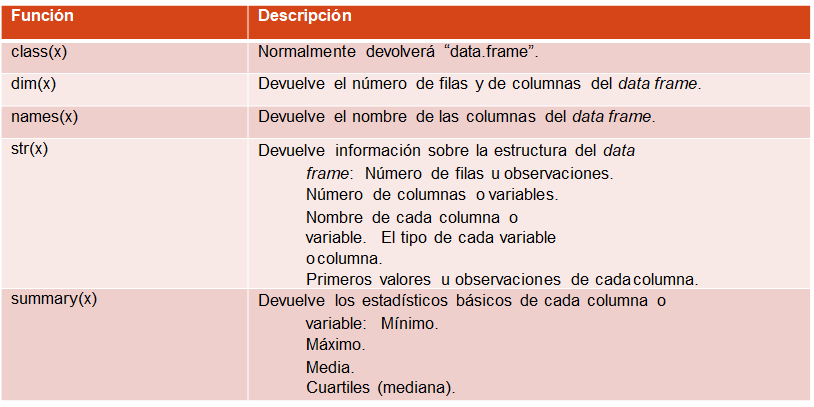 Función Descripción
class(x) Normalmente devolverá “data.frame”.
dim(x) Devuelve el número de filas y de columnas del data frame.
names(x) Devuelve el nombre de las columnas del data frame.
str(x) Devuelve información sobre la estructura del data
frame: Número de filas u observaciones.
Número de columnas o variables.
Nombre de cada columna o
variable. El tipo de cada variable
o columna.
Primeros valores u observaciones de cada columna.
summary(x) Devuelve los estadísticos básicos de cada columna o
variable: Mínimo.
Máximo.
Media.
Cuartiles (mediana).